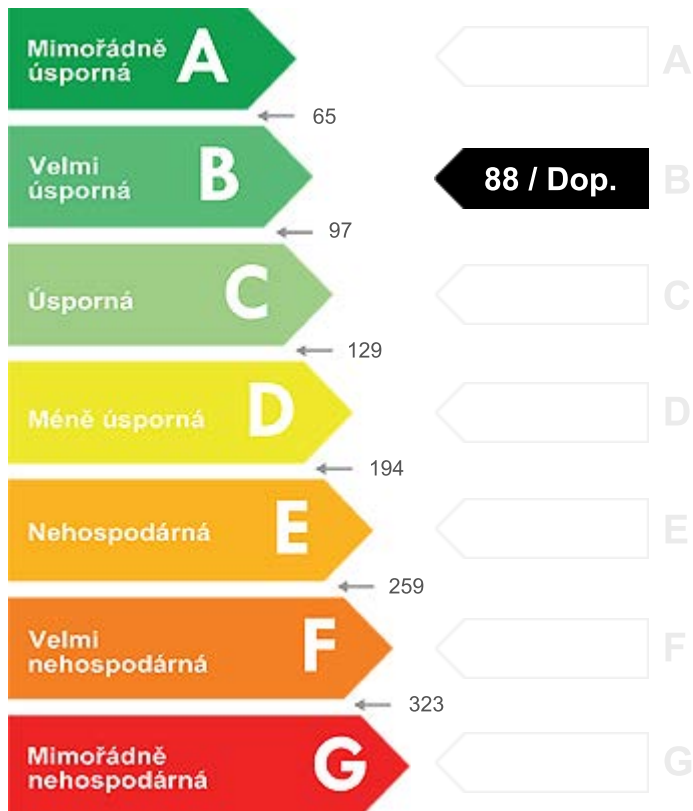 Mimořádně
úsporná
A
A
65
Velmi
úsporná
B
88 / Dop.
B
97
Úsporná
C
C
129
Méně úsporná
D
D
194
Nehospodárná
E
E
259
Velmi
nehospodárná
F
F
323
Mimořádně
nehospodárná
G
G